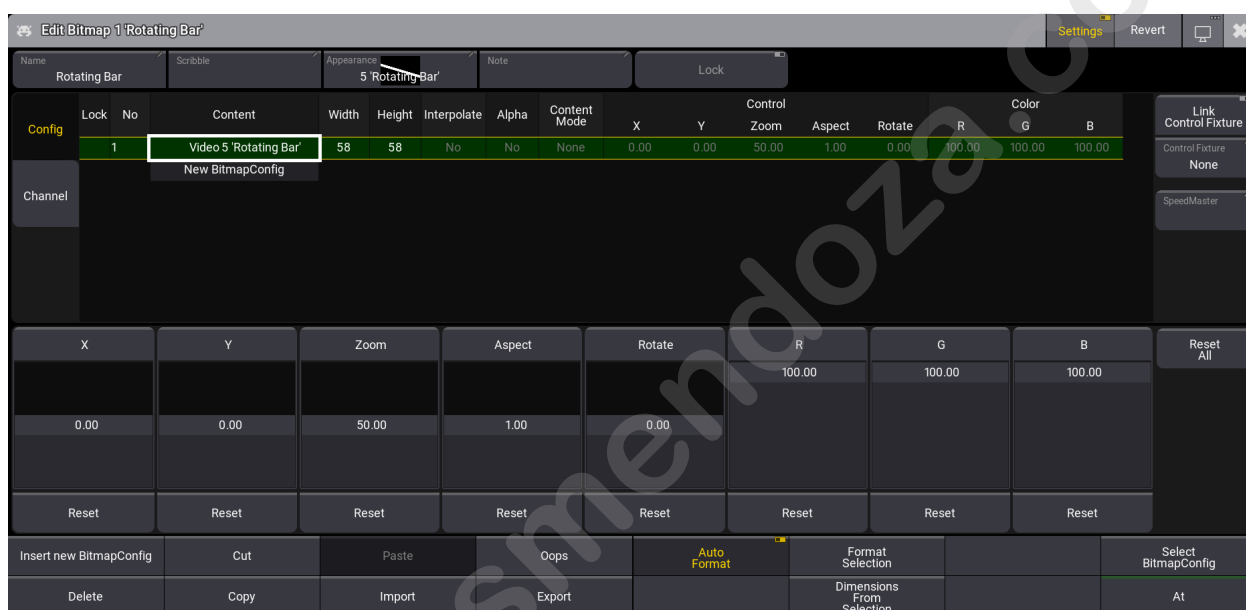 Edit Bitmap 1 'Rotating Bar'
Settings
Revert
Name
Rotating Bar
Scribble
Appearance
5 'Rotating Bar'
Note
Lock
Config
Channel
Lock No Content Width Height Interpolate Alpha Content Mode Control Color
X Y Zoom Aspect Rotate R G B
1 Video 5 'Rotating Bar' 58 58 No No None 0.00 0.00 50.00 1.00 0.00 100.00 100.00 100.00
New BitmapConfig
Link
Control Fixture
Control Fixture
None
SpeedMaster
X Y Zoom Aspect Rotate R G B
Reset
All
100.00 100.00 100.00
0.00 0.00 50.00 1.00 0.00
Reset Reset Reset Reset Reset Reset Reset Reset
Insert new BitmapConfig Cut Paste Oops
Auto
Format
Format
Selection
Select
BitmapConfig
Delete Copy Import Export
Dimensions
From
Selection
At
smendoza.co